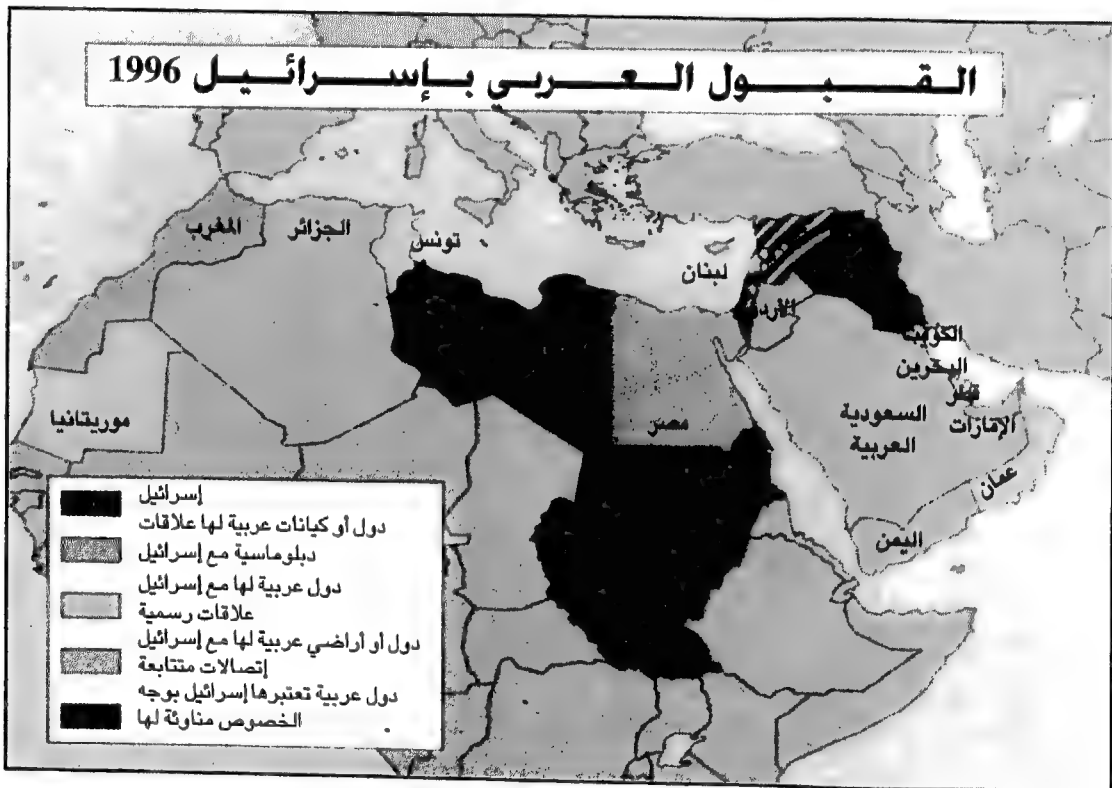 القبول العربي بإسرائيل 1996
المغرب
الجزائر
تونس
لبنان
الأردن
الكويت
البحرين
قطر
الإمارات
السعودية
العربية
مصر
موريتانيا
عمان
اليمن
إسرائيل
دول أو كيانات عربية لها علاقات
دبلوماسية مع إسرائيل
دول عربية لها مع إسرائيل
علاقات رسمية
دول أو أراضي عربية لها مع إسرائيل
إتصالات متتابعة
دول عربية تعتبرها إسرائيل بوجه
الخصوص مناوئة لها